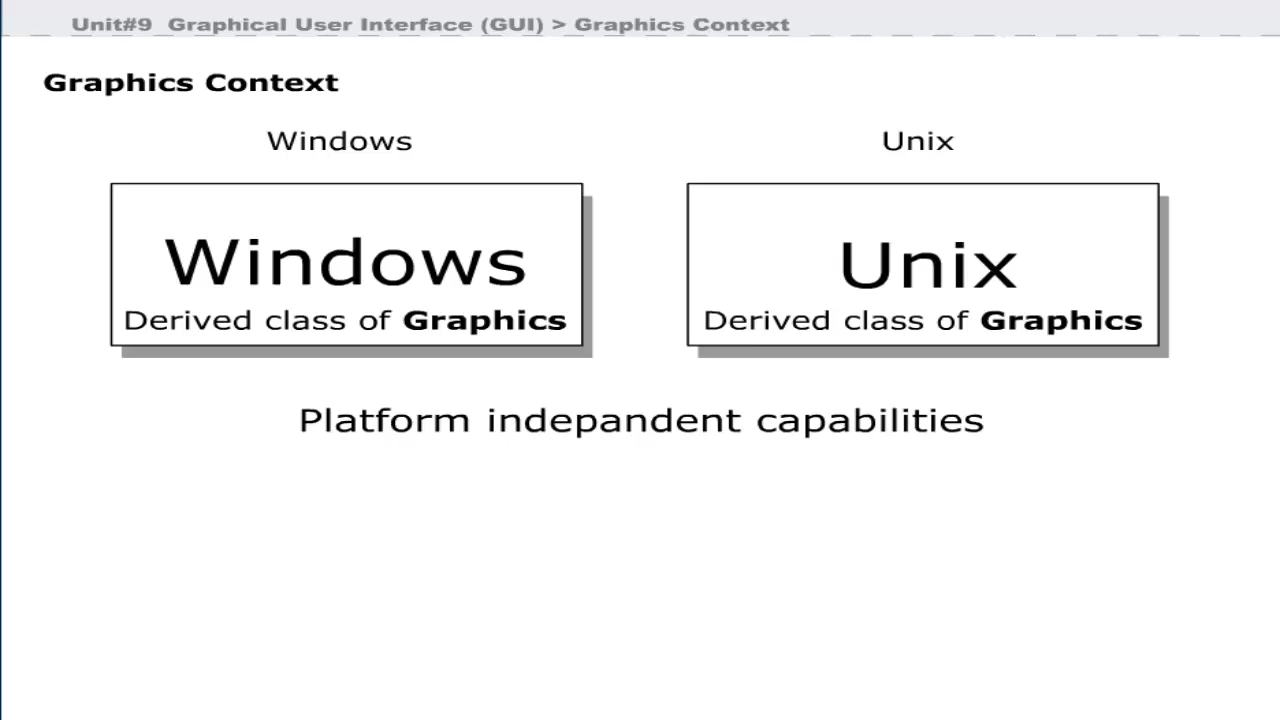 Unit#9 Graphical User Interface (GUI) > Graphics Context
Graphics Context
Windows Unix
Windows Unix
Derived class of Graphics Derived class of Graphics
Platform indepandent capabilities